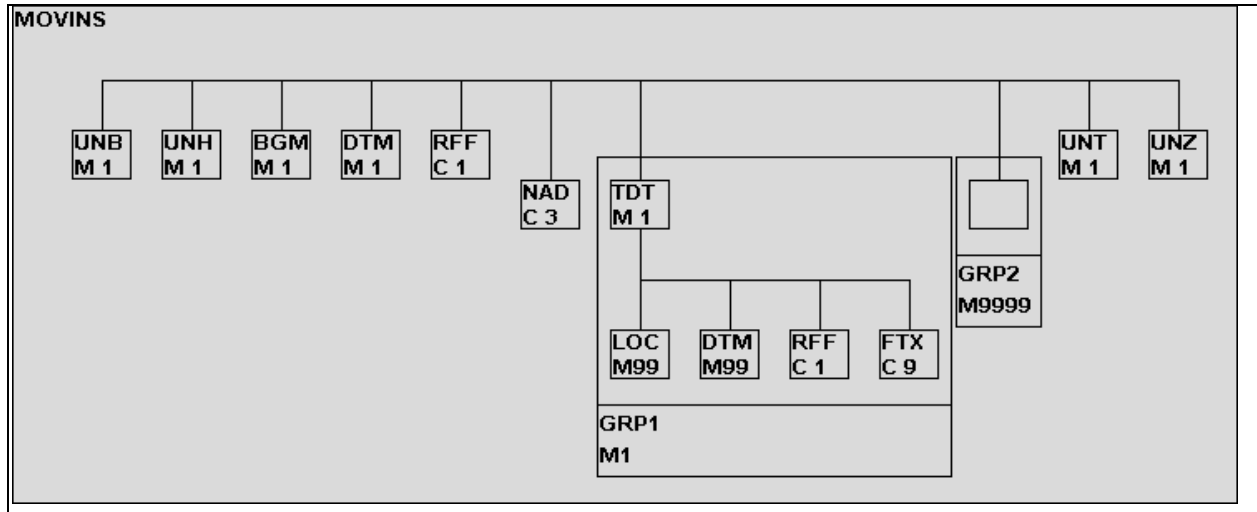 MOVINS
UNB
M 1
UNH
M 1
BGM
M 1
DTM
M 1
RFF
C 1
NAD
C 3
TDT
M 1
LOC
M99
DTM
M99
RFF
C 1
FTX
C 9
GRP1
M1
GRP2
M9999
UNT
M 1
UNZ
M 1